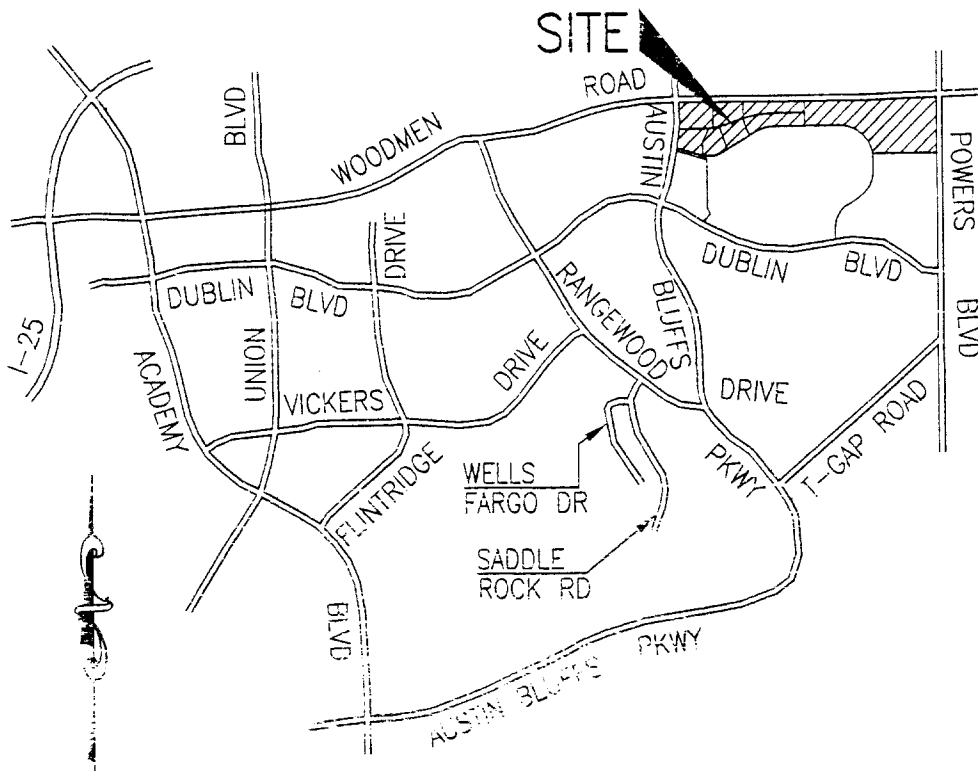 SITE
ROAD
WOODMEN
BLVD
AUSTIN
POWERS
DRIVE
DUBLIN
BLVD
DUBLIN
BLVD
RANGEWOOD
BLUFFS
BLVD
I-25
UNION
ACADEMY
VICKERS
DRIVE
DRIVE
FLINTRIDGE
WELLS
FARGO DR
PKWY
T-GAP ROAD
SADDLE
ROCK RD
BLVD
PKWY
AUSTIN BLUFFS